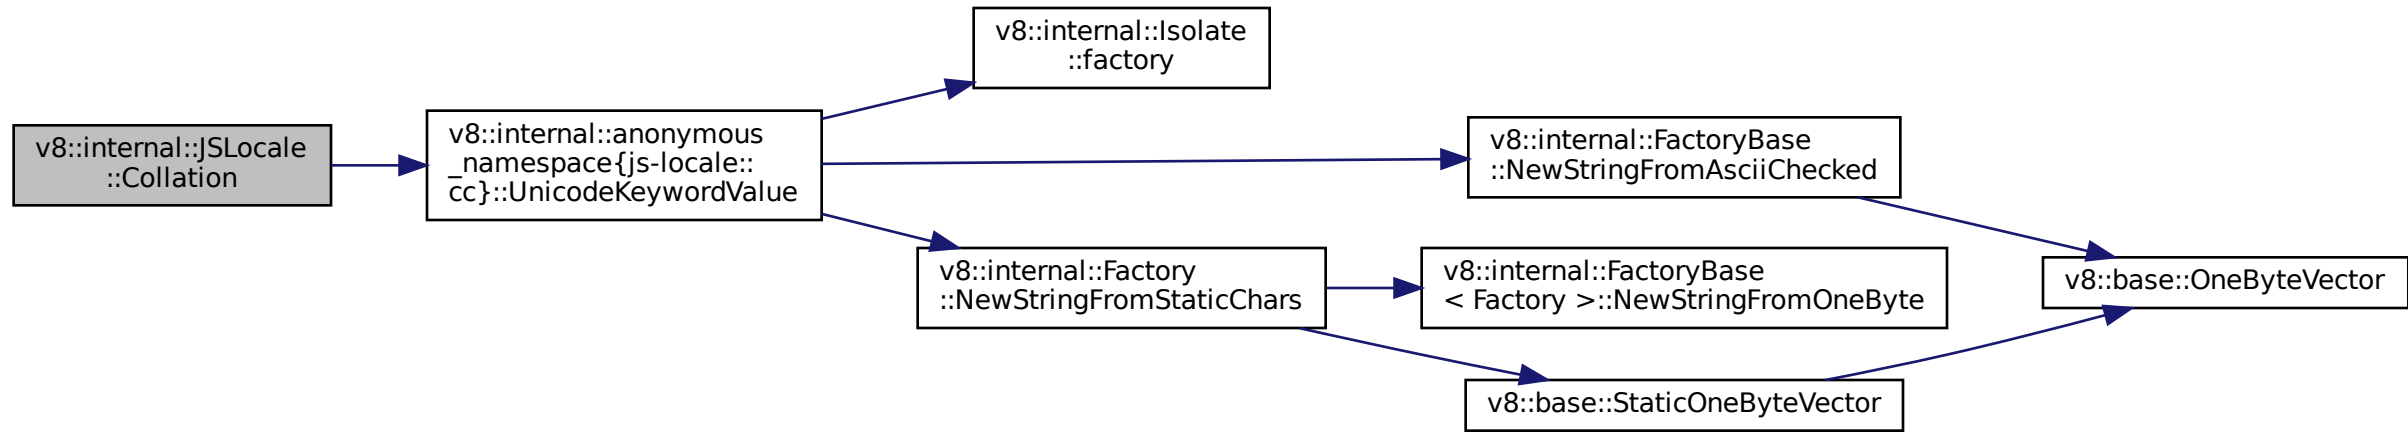 v8::internal::JSLocale
::Collation
v8::internal::anonymous
_namespace{js-locale::
cc}::UnicodeKeywordValue
v8::internal::Isolate
::factory
v8::internal::FactoryBase
::NewStringFromAsciiChecked
v8::internal::Factory
::NewStringFromStaticChars
v8::internal::FactoryBase
< Factory >::NewStringFromOneByte
v8::base::OneByteVector
v8::base::StaticOneByteVector